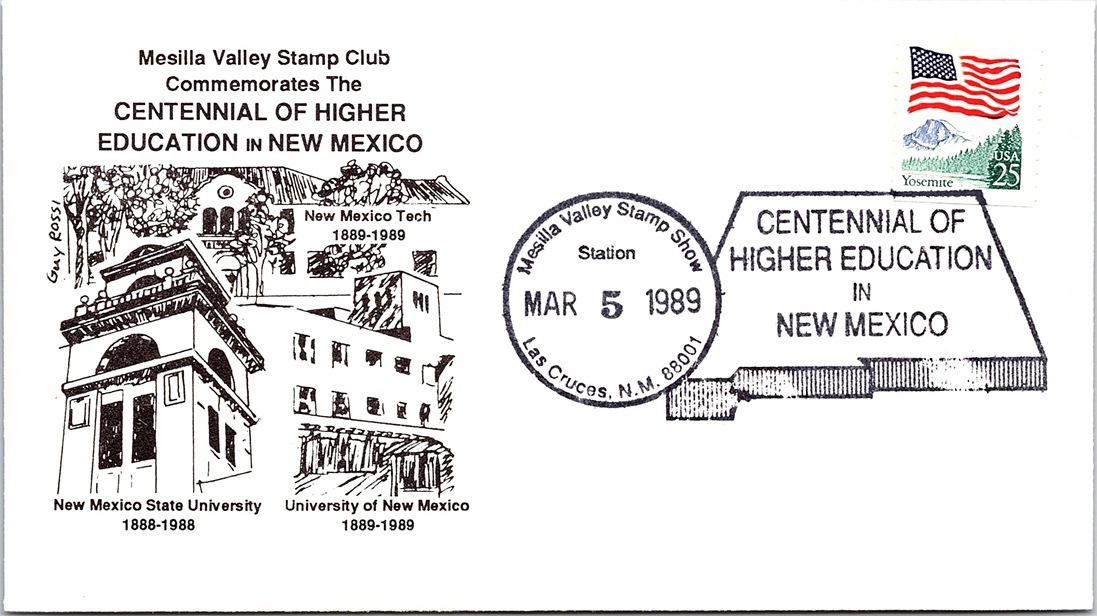 Mesilla Valley Stamp Club
Commemorates The
CENTENNIAL OF HIGHER
EDUCATION IN NEW MEXICO
Guy Rossi
New Mexico Tech
1889-1989
New Mexico State University
1888-1988
University of New Mexico
1889-1989
USA
25
Yosemite
Mesilla Valley Stamp Show
Station
MAR 5 1989
Las Cruces, N.M. 88001
CENTENNIAL OF
HIGHER EDUCATION
IN
NEW MEXICO